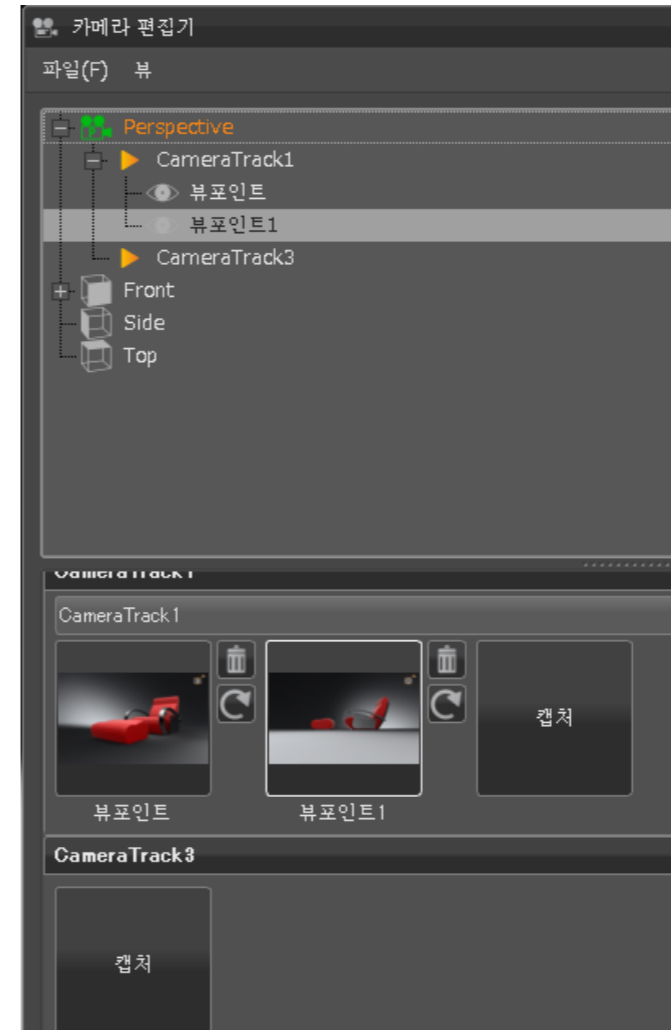 카메라 편집기
파일(F) 뷰
Perspective
CameraTrack1
뷰포인트
뷰포인트1
CameraTrack3
Front
Side
Top
CameraTrack1
CameraTrack1
뷰포인트 뷰포인트1 캡처
CameraTrack3
캡처